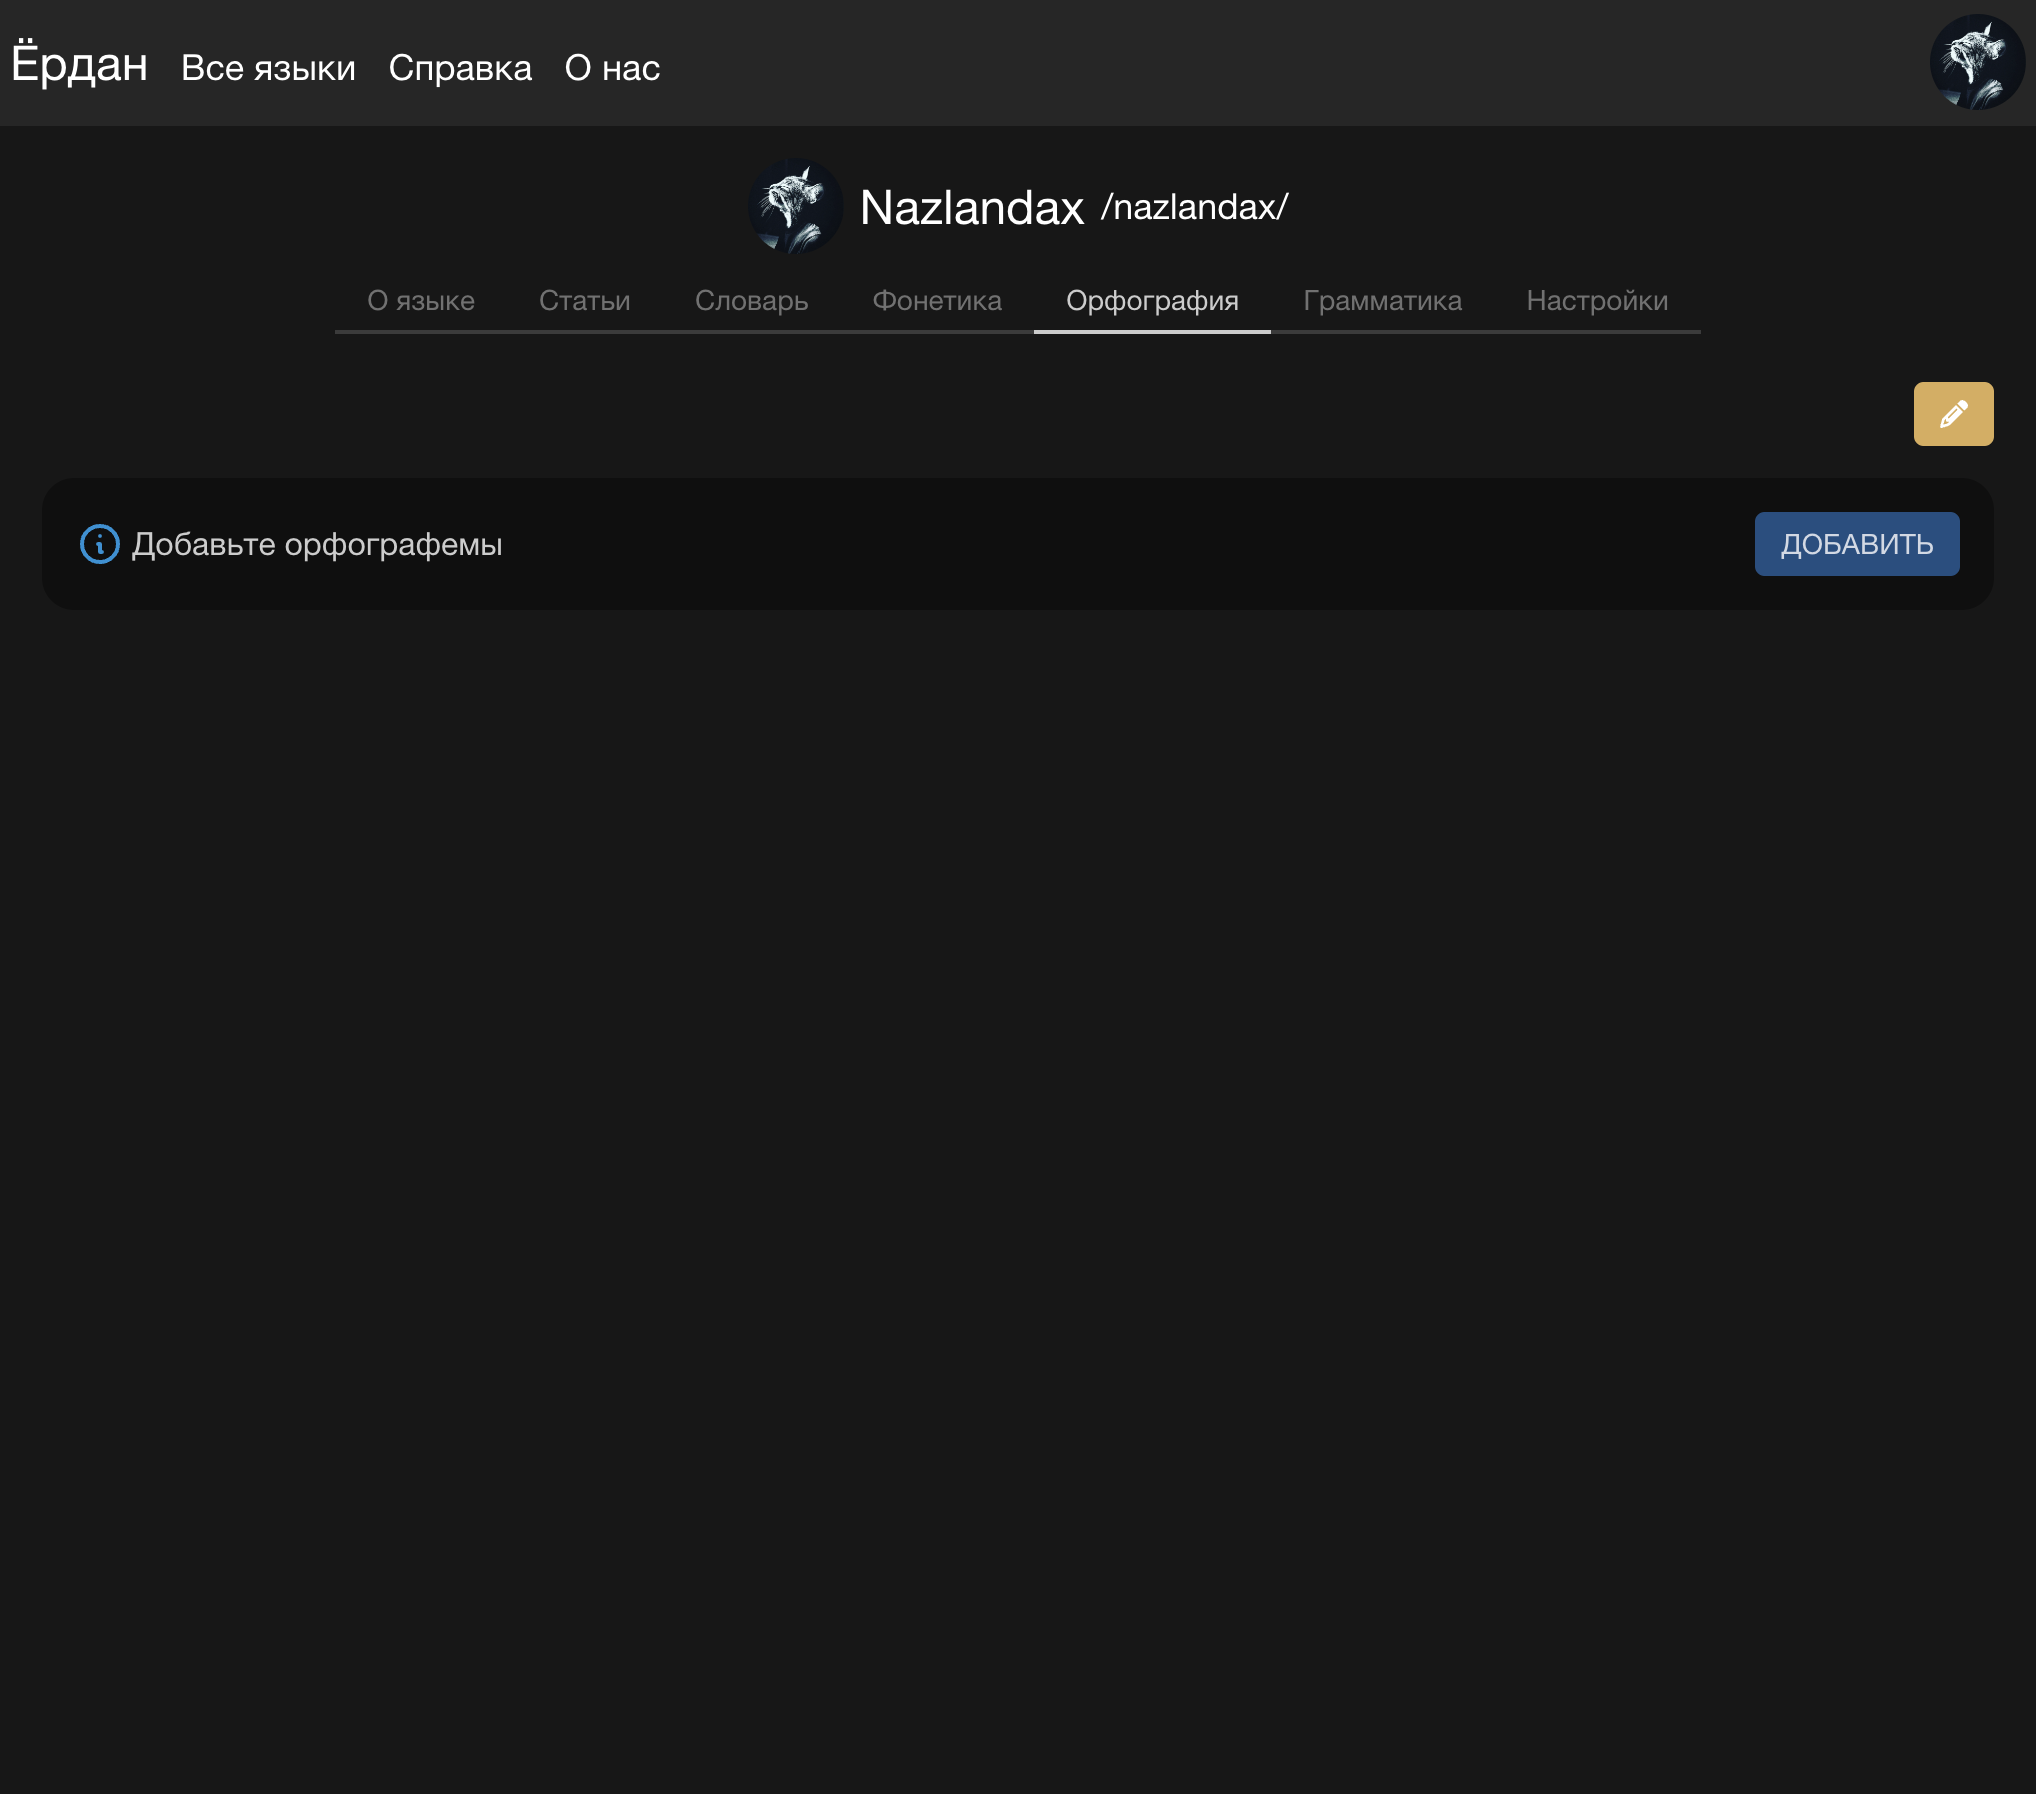 Ёрдан Все языки Справка О нас
Nazlandax /nazlandax/
О языке Статьи Словарь Фонетика Орфография Грамматика Настройки
Добавьте орфографемы ДОБАВИТЬ